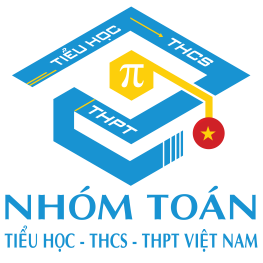 TIỂU HỌC
THCS
π
THPT
NHÓM TOÁN
TIỂU HỌC - THCS - THPT VIỆT NAM